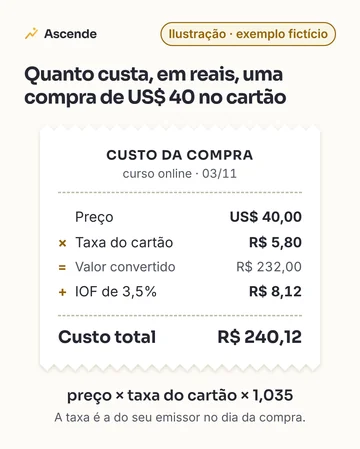 Ascende
Ilustração · exemplo fictício
Quanto custa, em reais, uma
compra de US$ 40 no cartão
CUSTO DA COMPRA
curso online · 03/11
Preço US$ 40,00
× Taxa do cartão R$ 5,80
= Valor convertido R$ 232,00
+ IOF de 3,5% R$ 8,12
Custo total R$ 240,12
preço × taxa do cartão × 1,035
A taxa é a do seu emissor no dia da compra.